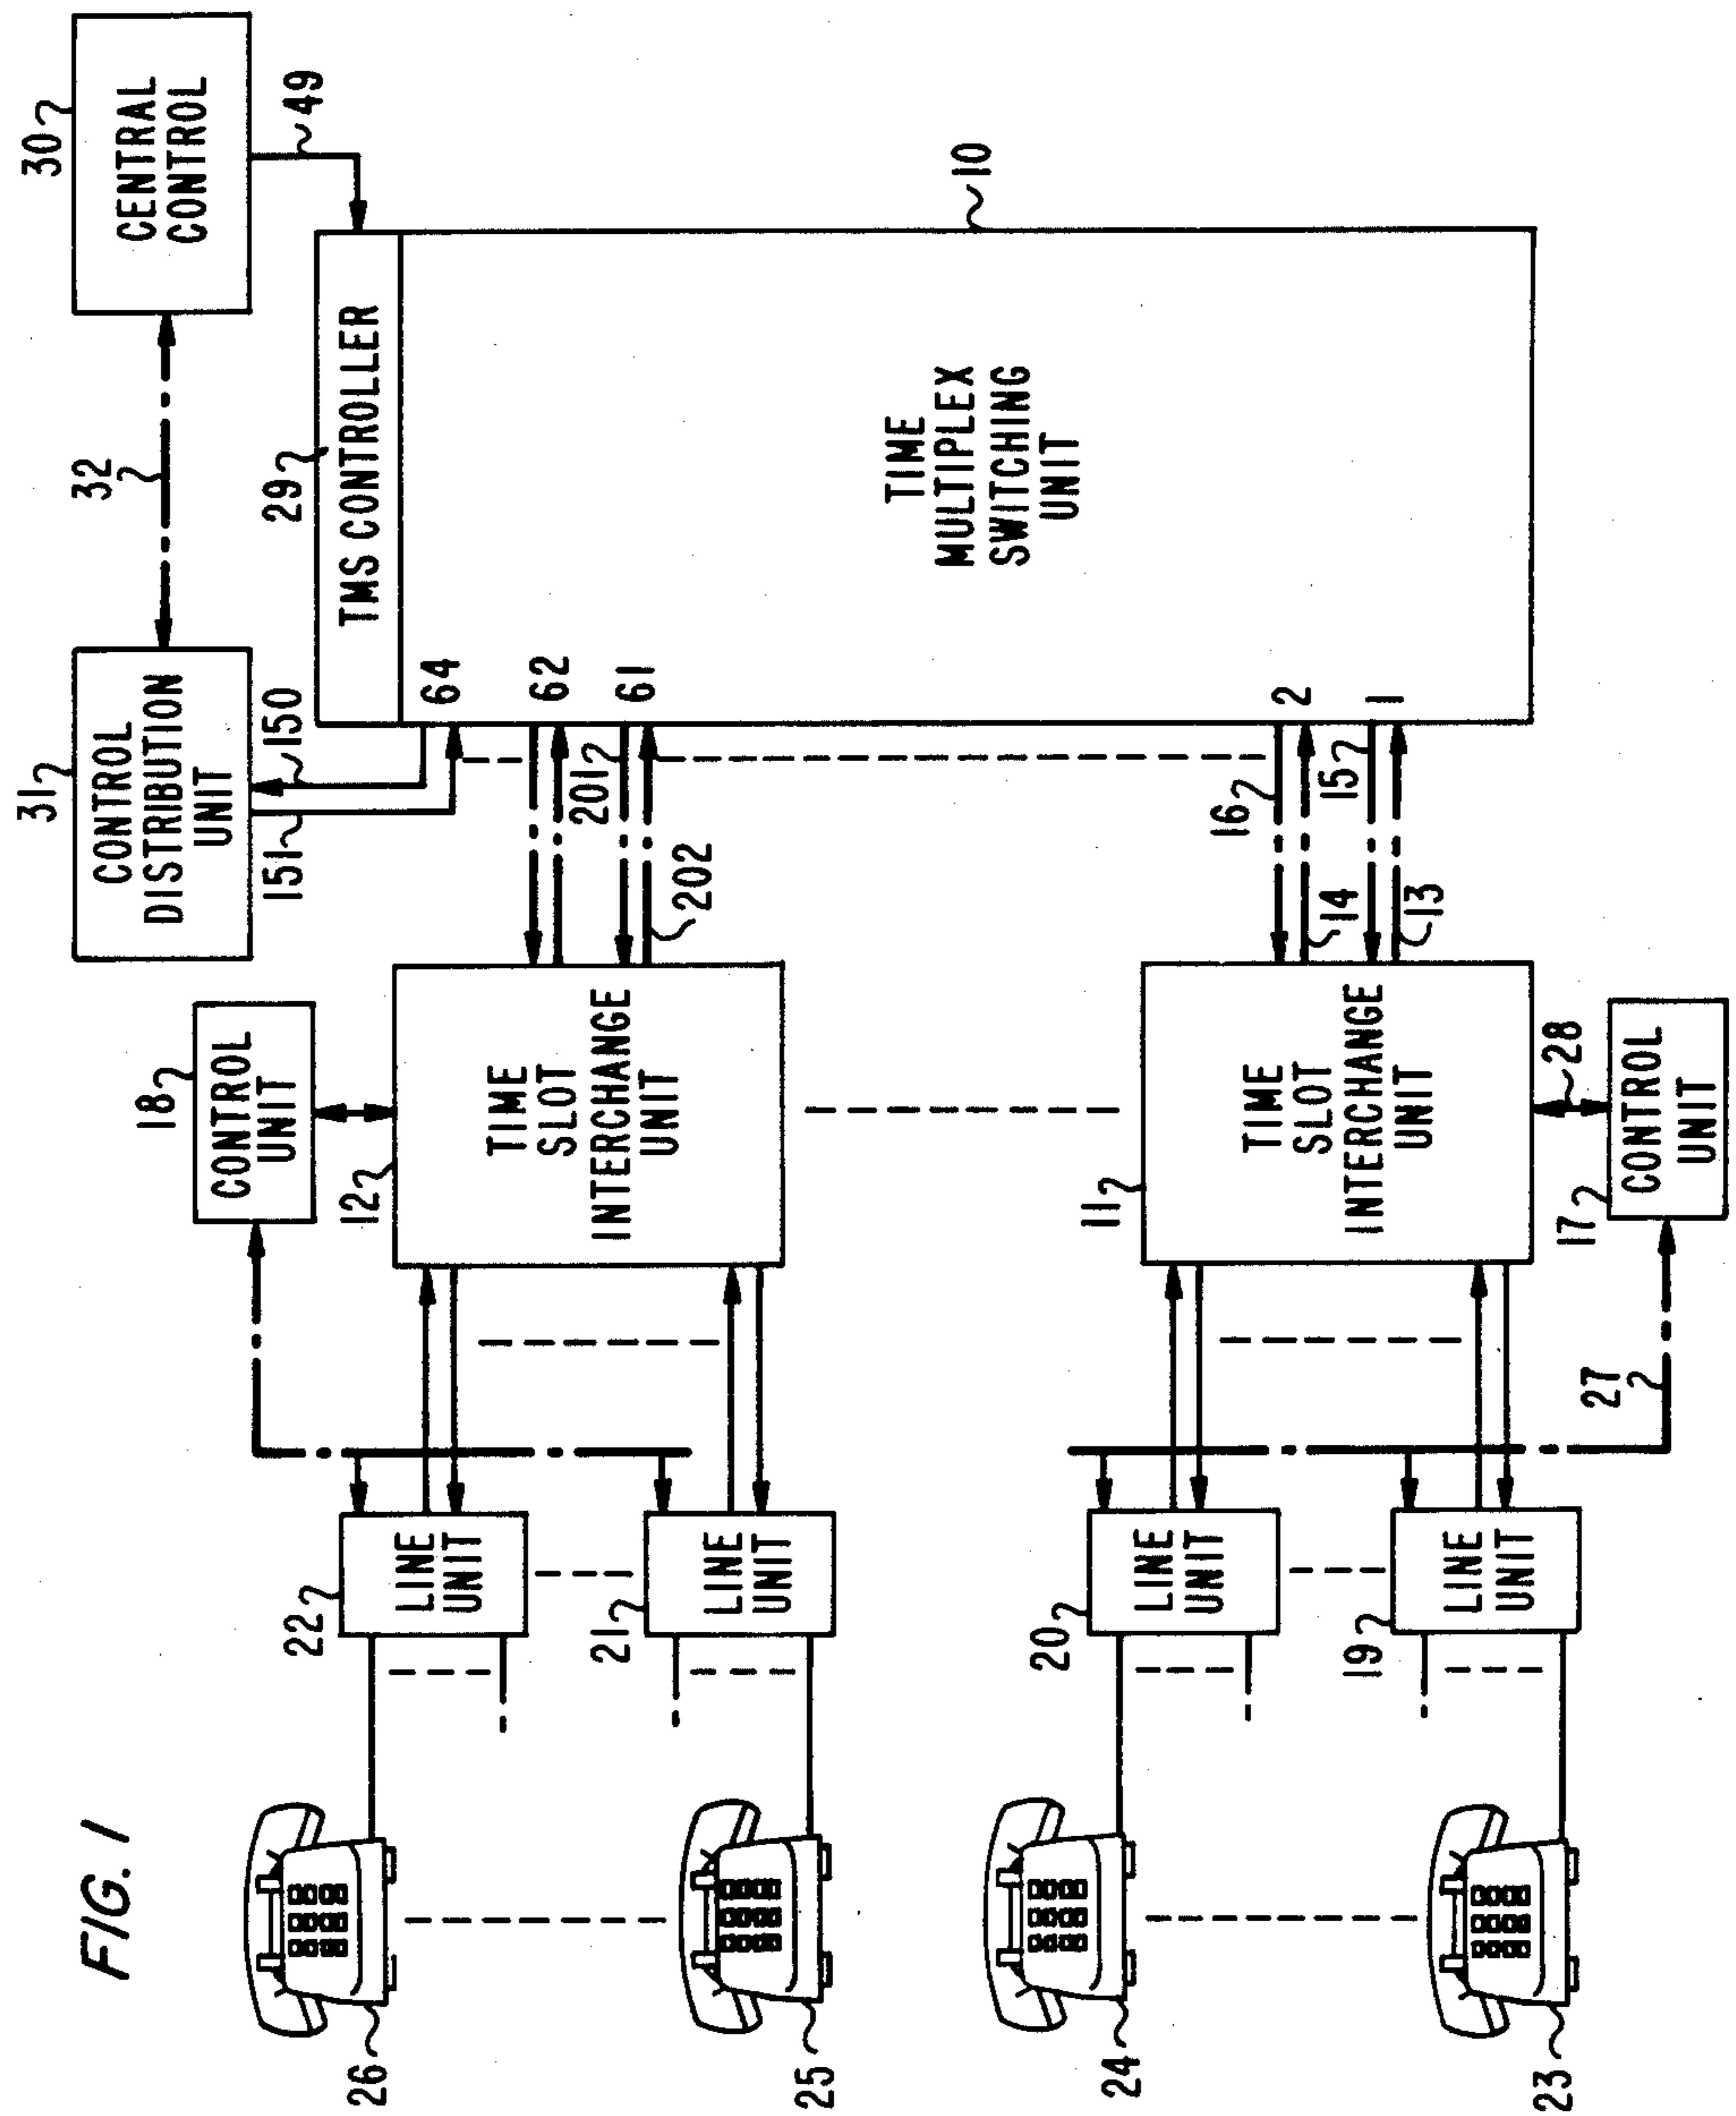 FIG. 1
30
CENTRAL
CONTROL
49
32
31
CONTROL
DISTRIBUTION
UNIT
150
151
29
TMS CONTROLLER
10
TIME
MULTIPLEX
SWITCHING
UNIT
64
62
61
2
1
201
202
16
15
14
13
18
CONTROL
UNIT
12
TIME
SLOT
INTERCHANGE
UNIT
11
TIME
SLOT
INTERCHANGE
UNIT
28
17
CONTROL
UNIT
27
22
LINE
UNIT
21
LINE
UNIT
20
LINE
UNIT
19
LINE
UNIT
26
25
24
23